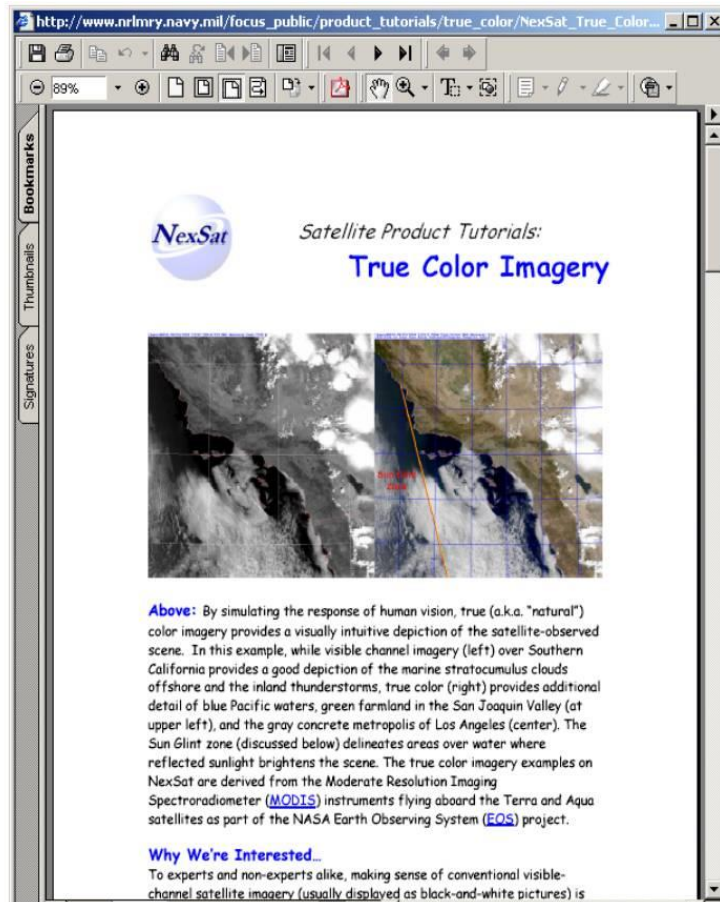 http://www.nrlmry.navy.mil/focus_public/product_tutorials/true_color/NexSat_True_Color...
89%
Bookmarks
Thumbnails
Signatures
NexSat
Satellite Product Tutorials:
True Color Imagery
Above: By simulating the response of human vision, true (a.k.a. “natural”)
color imagery provides a visually intuitive depiction of the satellite-observed
scene. In this example, while visible channel imagery (left) over Southern
California provides a good depiction of the marine stratocumulus clouds
offshore and the inland thunderstorms, true color (right) provides additional
detail of blue Pacific waters, green farmland in the San Joaquin Valley (at
upper left), and the gray concrete metropolis of Los Angeles (center). The
Sun Glint zone (discussed below) delineates areas over water where
reflected sunlight brightens the scene. The true color imagery examples on
NexSat are derived from the Moderate Resolution Imaging
Spectroradiometer (MODIS) instruments flying aboard the Terra and Aqua
satellites as part of the NASA Earth Observing System (EOS) project.
Why We’re Interested…
To experts and non-experts alike, making sense of conventional visible-
channel satellite imagery (usually displayed as black-and-white pictures) is